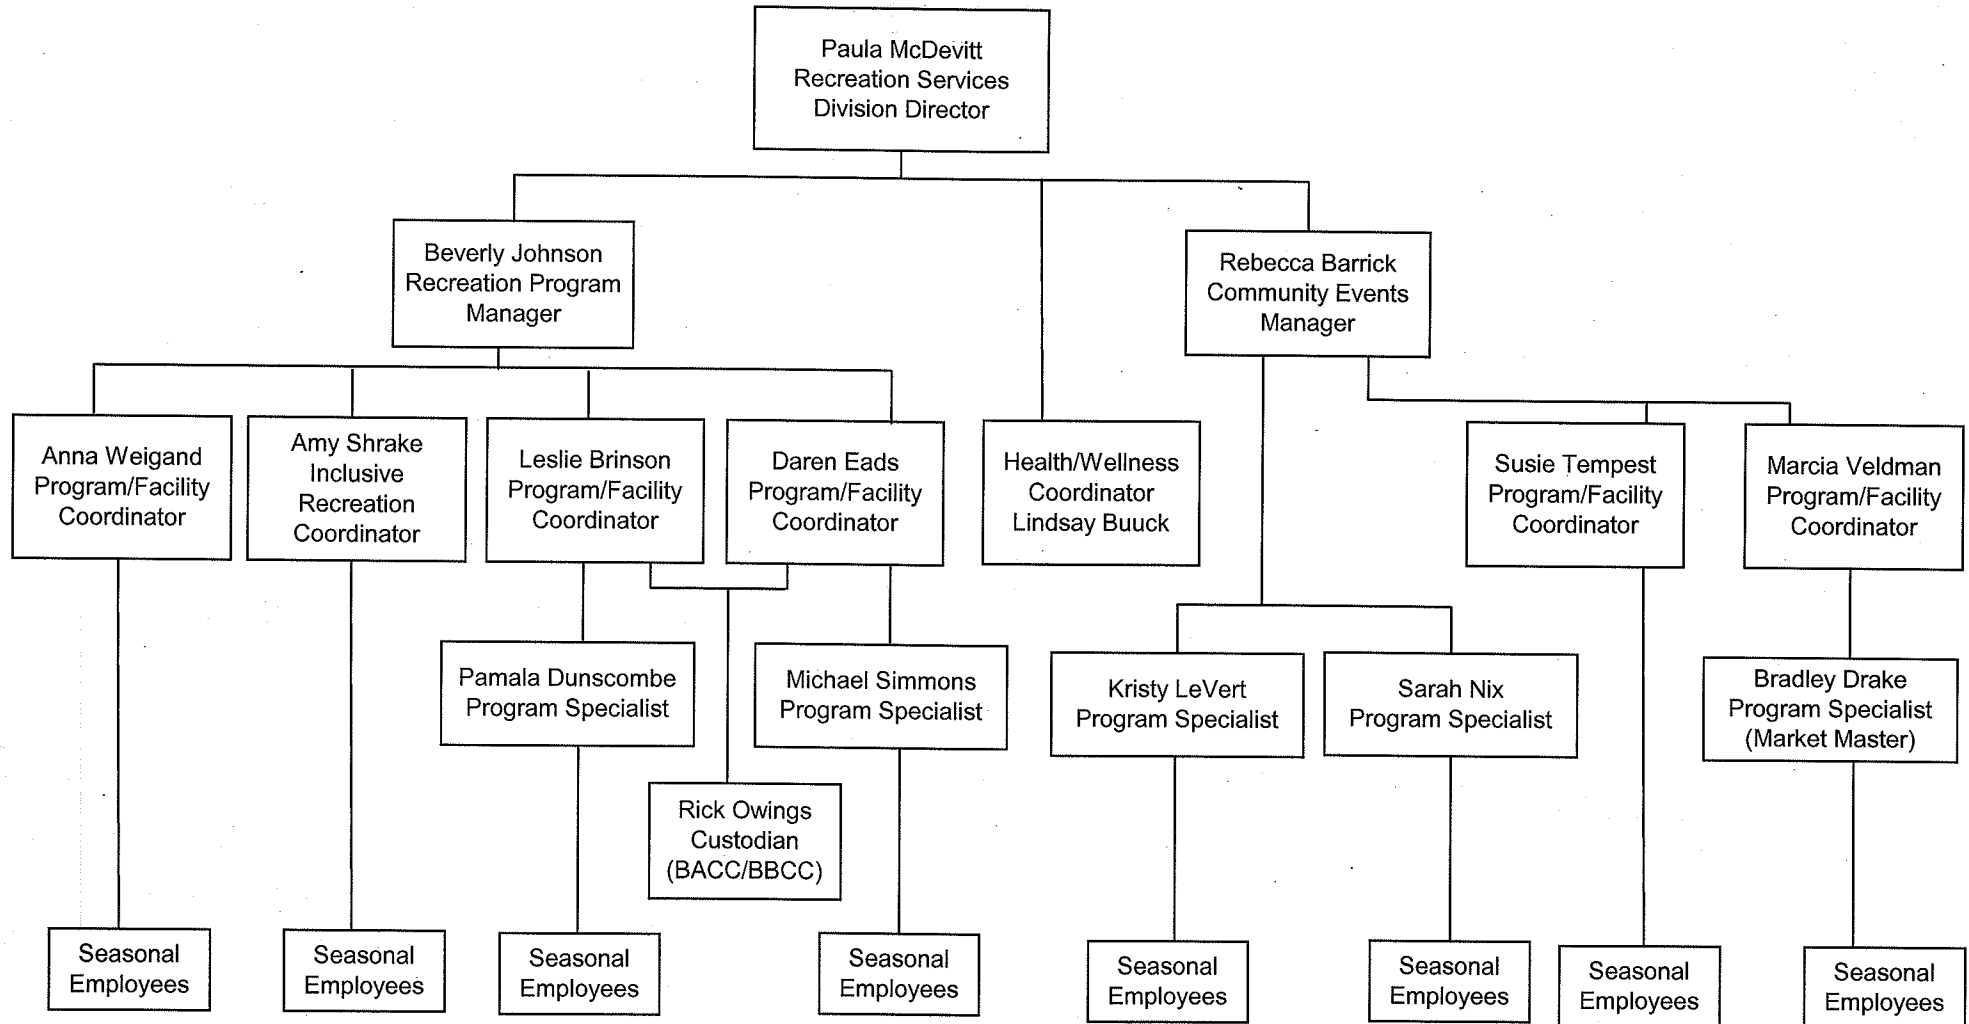 Paula McDevitt
Recreation Services
Division Director
Beverly Johnson
Recreation Program
Manager
Rebecca Barrick
Community Events
Manager
Anna Weigand
Program/Facility
Coordinator
Amy Shrake
Inclusive
Recreation
Coordinator
Leslie Brinson
Program/Facility
Coordinator
Daren Eads
Program/Facility
Coordinator
Health/Wellness
Coordinator
Lindsay Buuck
Susie Tempest
Program/Facility
Coordinator
Marcia Veldman
Program/Facility
Coordinator
Pamala Dunscombe
Program Specialist
Michael Simmons
Program Specialist
Kristy LeVert
Program Specialist
Sarah Nix
Program Specialist
Bradley Drake
Program Specialist
(Market Master)
Rick Owings
Custodian
(BACC/BBCC)
Seasonal
Employees
Seasonal
Employees
Seasonal
Employees
Seasonal
Employees
Seasonal
Employees
Seasonal
Employees
Seasonal
Employees
Seasonal
Employees